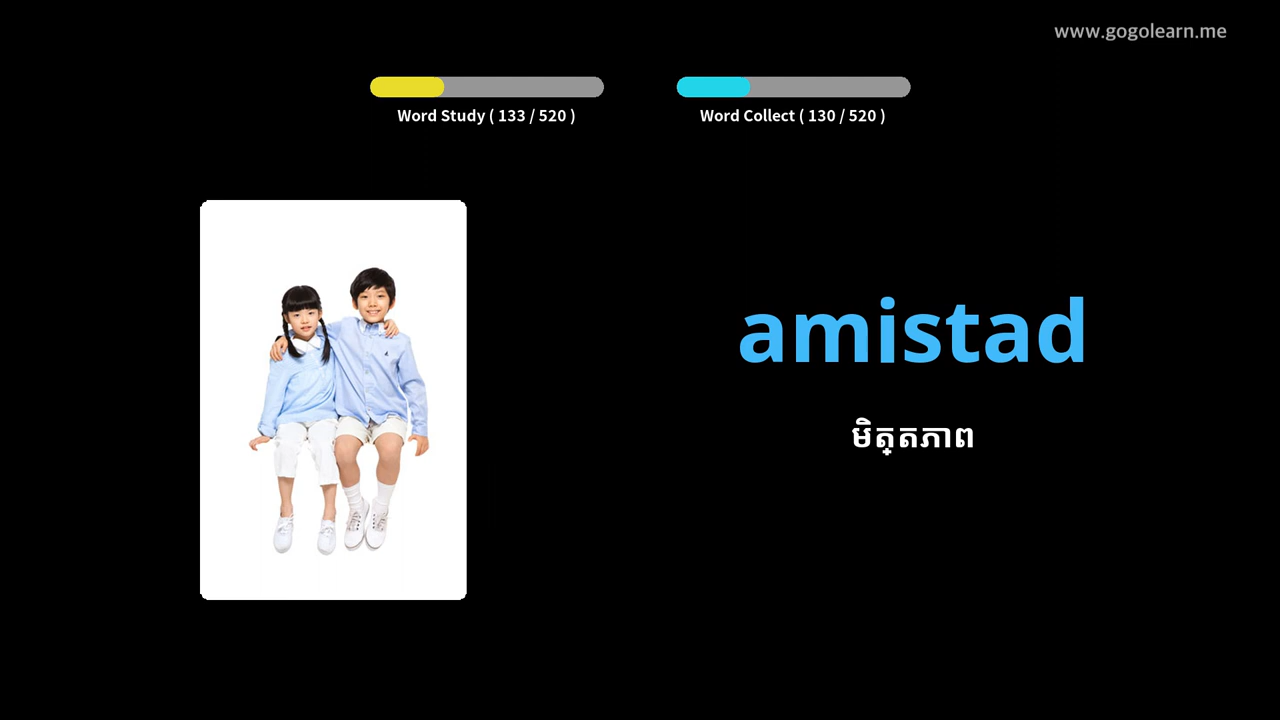 www.gogolearn.me
Word Study ( 133 / 520 )
Word Collect ( 130 / 520 )
amistad
មិត្តភាព